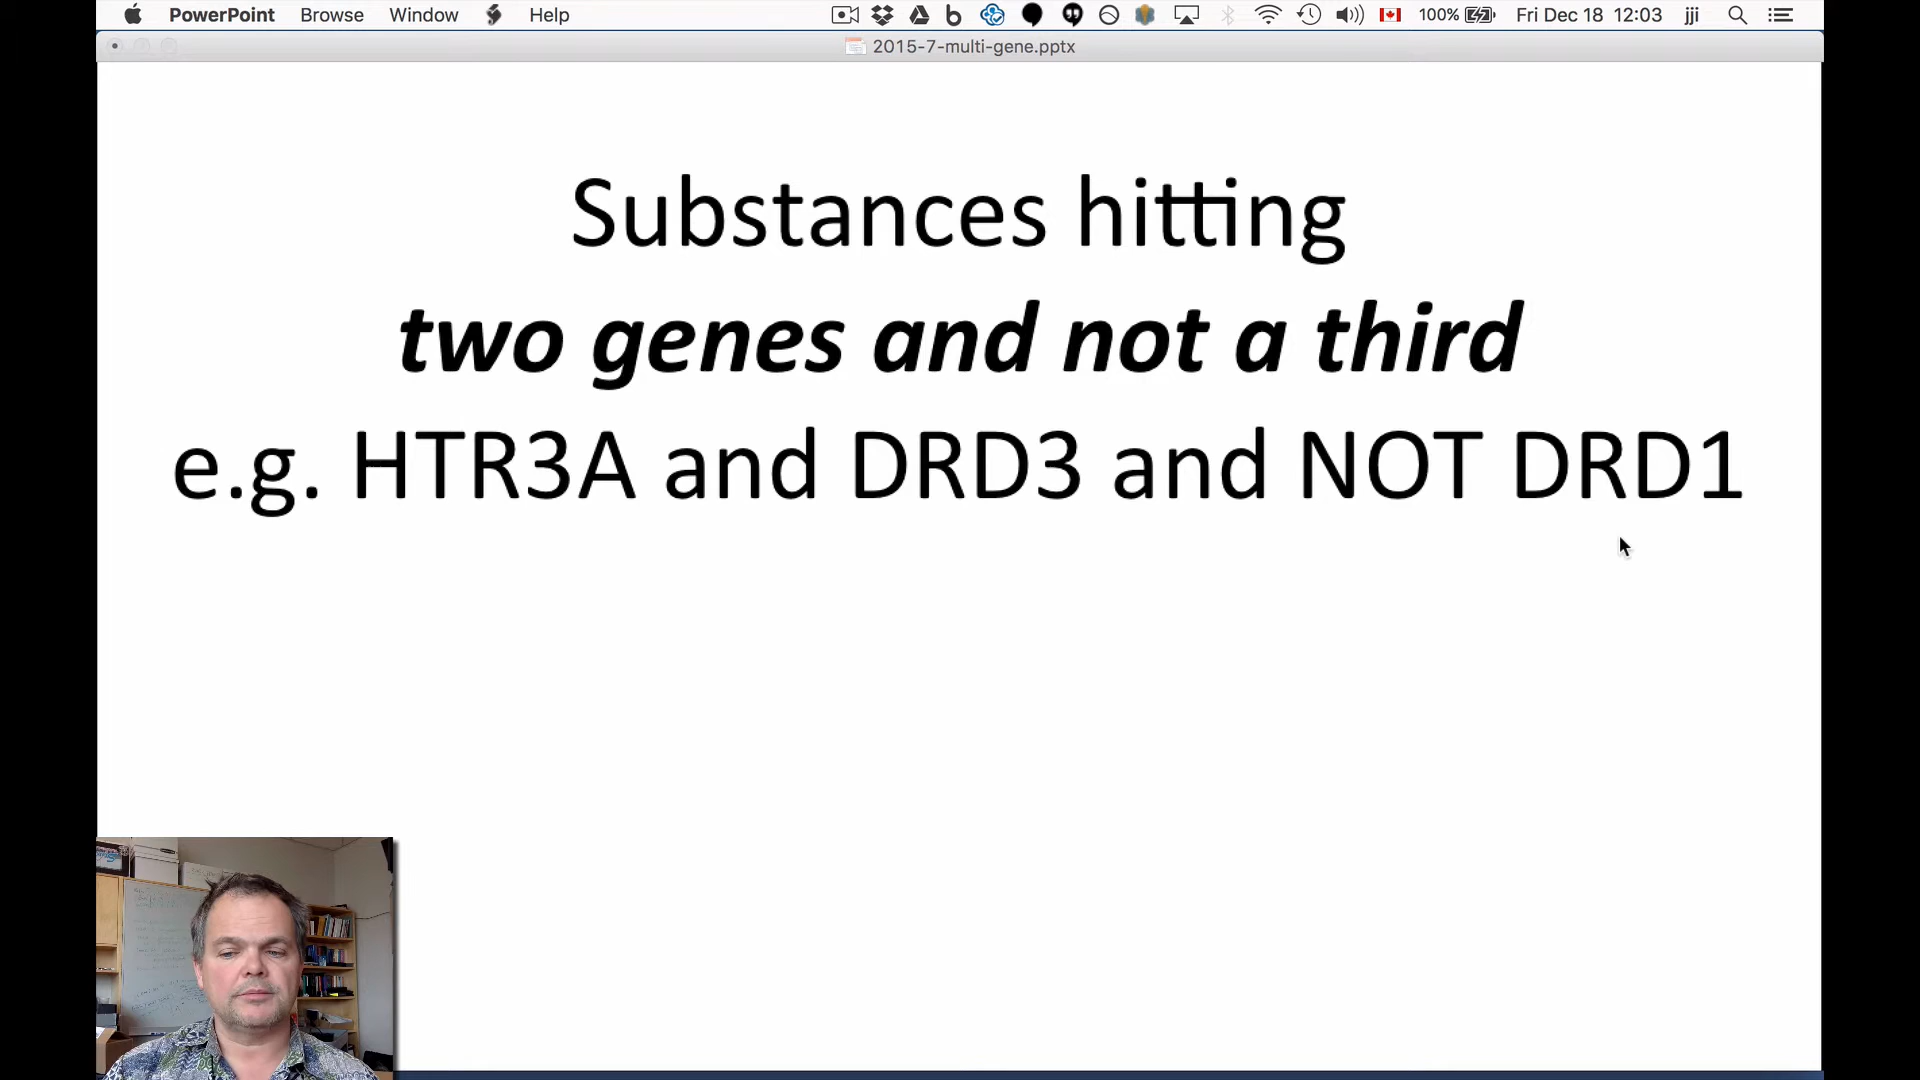 PowerPoint Browse Window Help 100% Fri Dec 18 12:03 jji
2015-7-multi-gene.pptx
Substances hitting
two genes and not a third
e.g. HTR3A and DRD3 and NOT DRD1